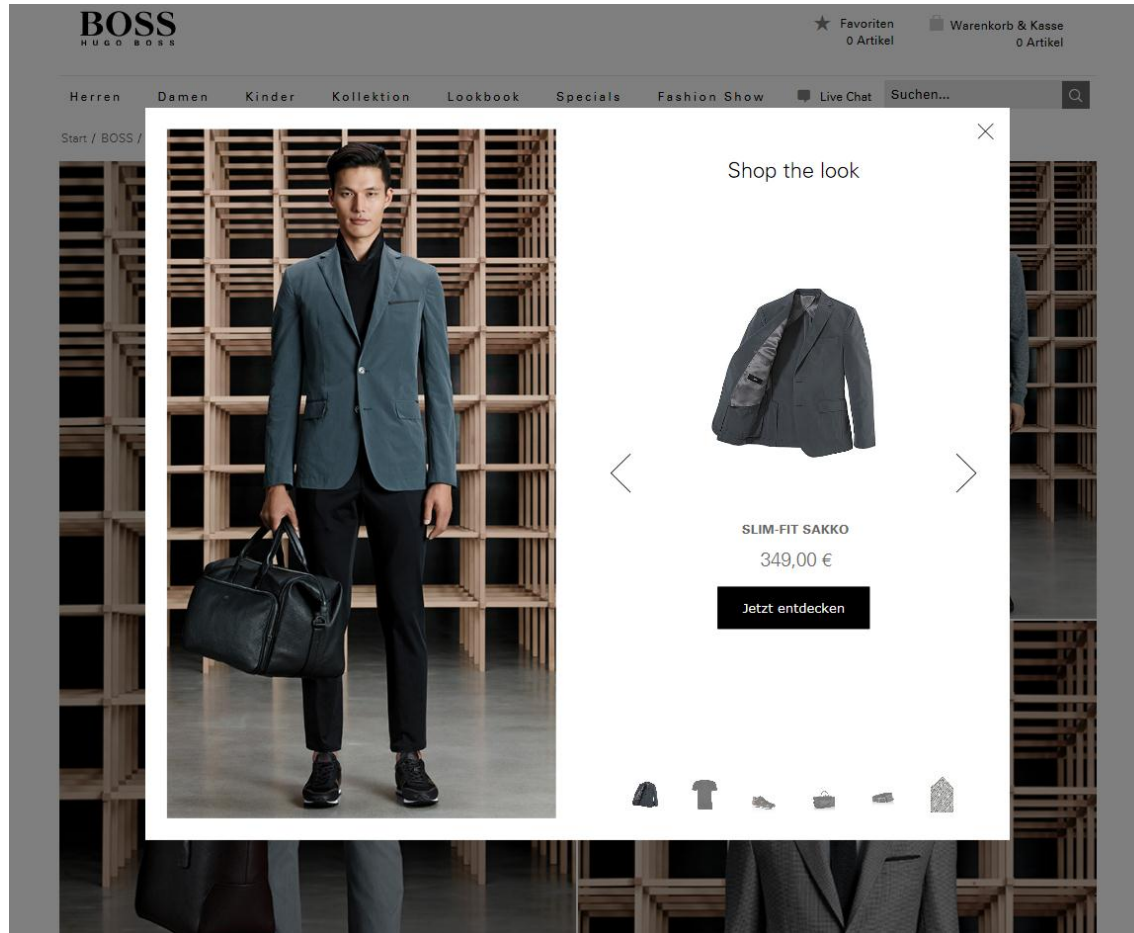 BOSS
HUGO BOSS
Favoriten
0 Artikel
Warenkorb & Kasse
0 Artikel
Herren Damen Kinder Kollektion Lookbook Specials Fashion Show Live Chat Suchen...
Start / BOSS /
Shop the look
SLIM-FIT SAKKO
349,00 €
Jetzt entdecken